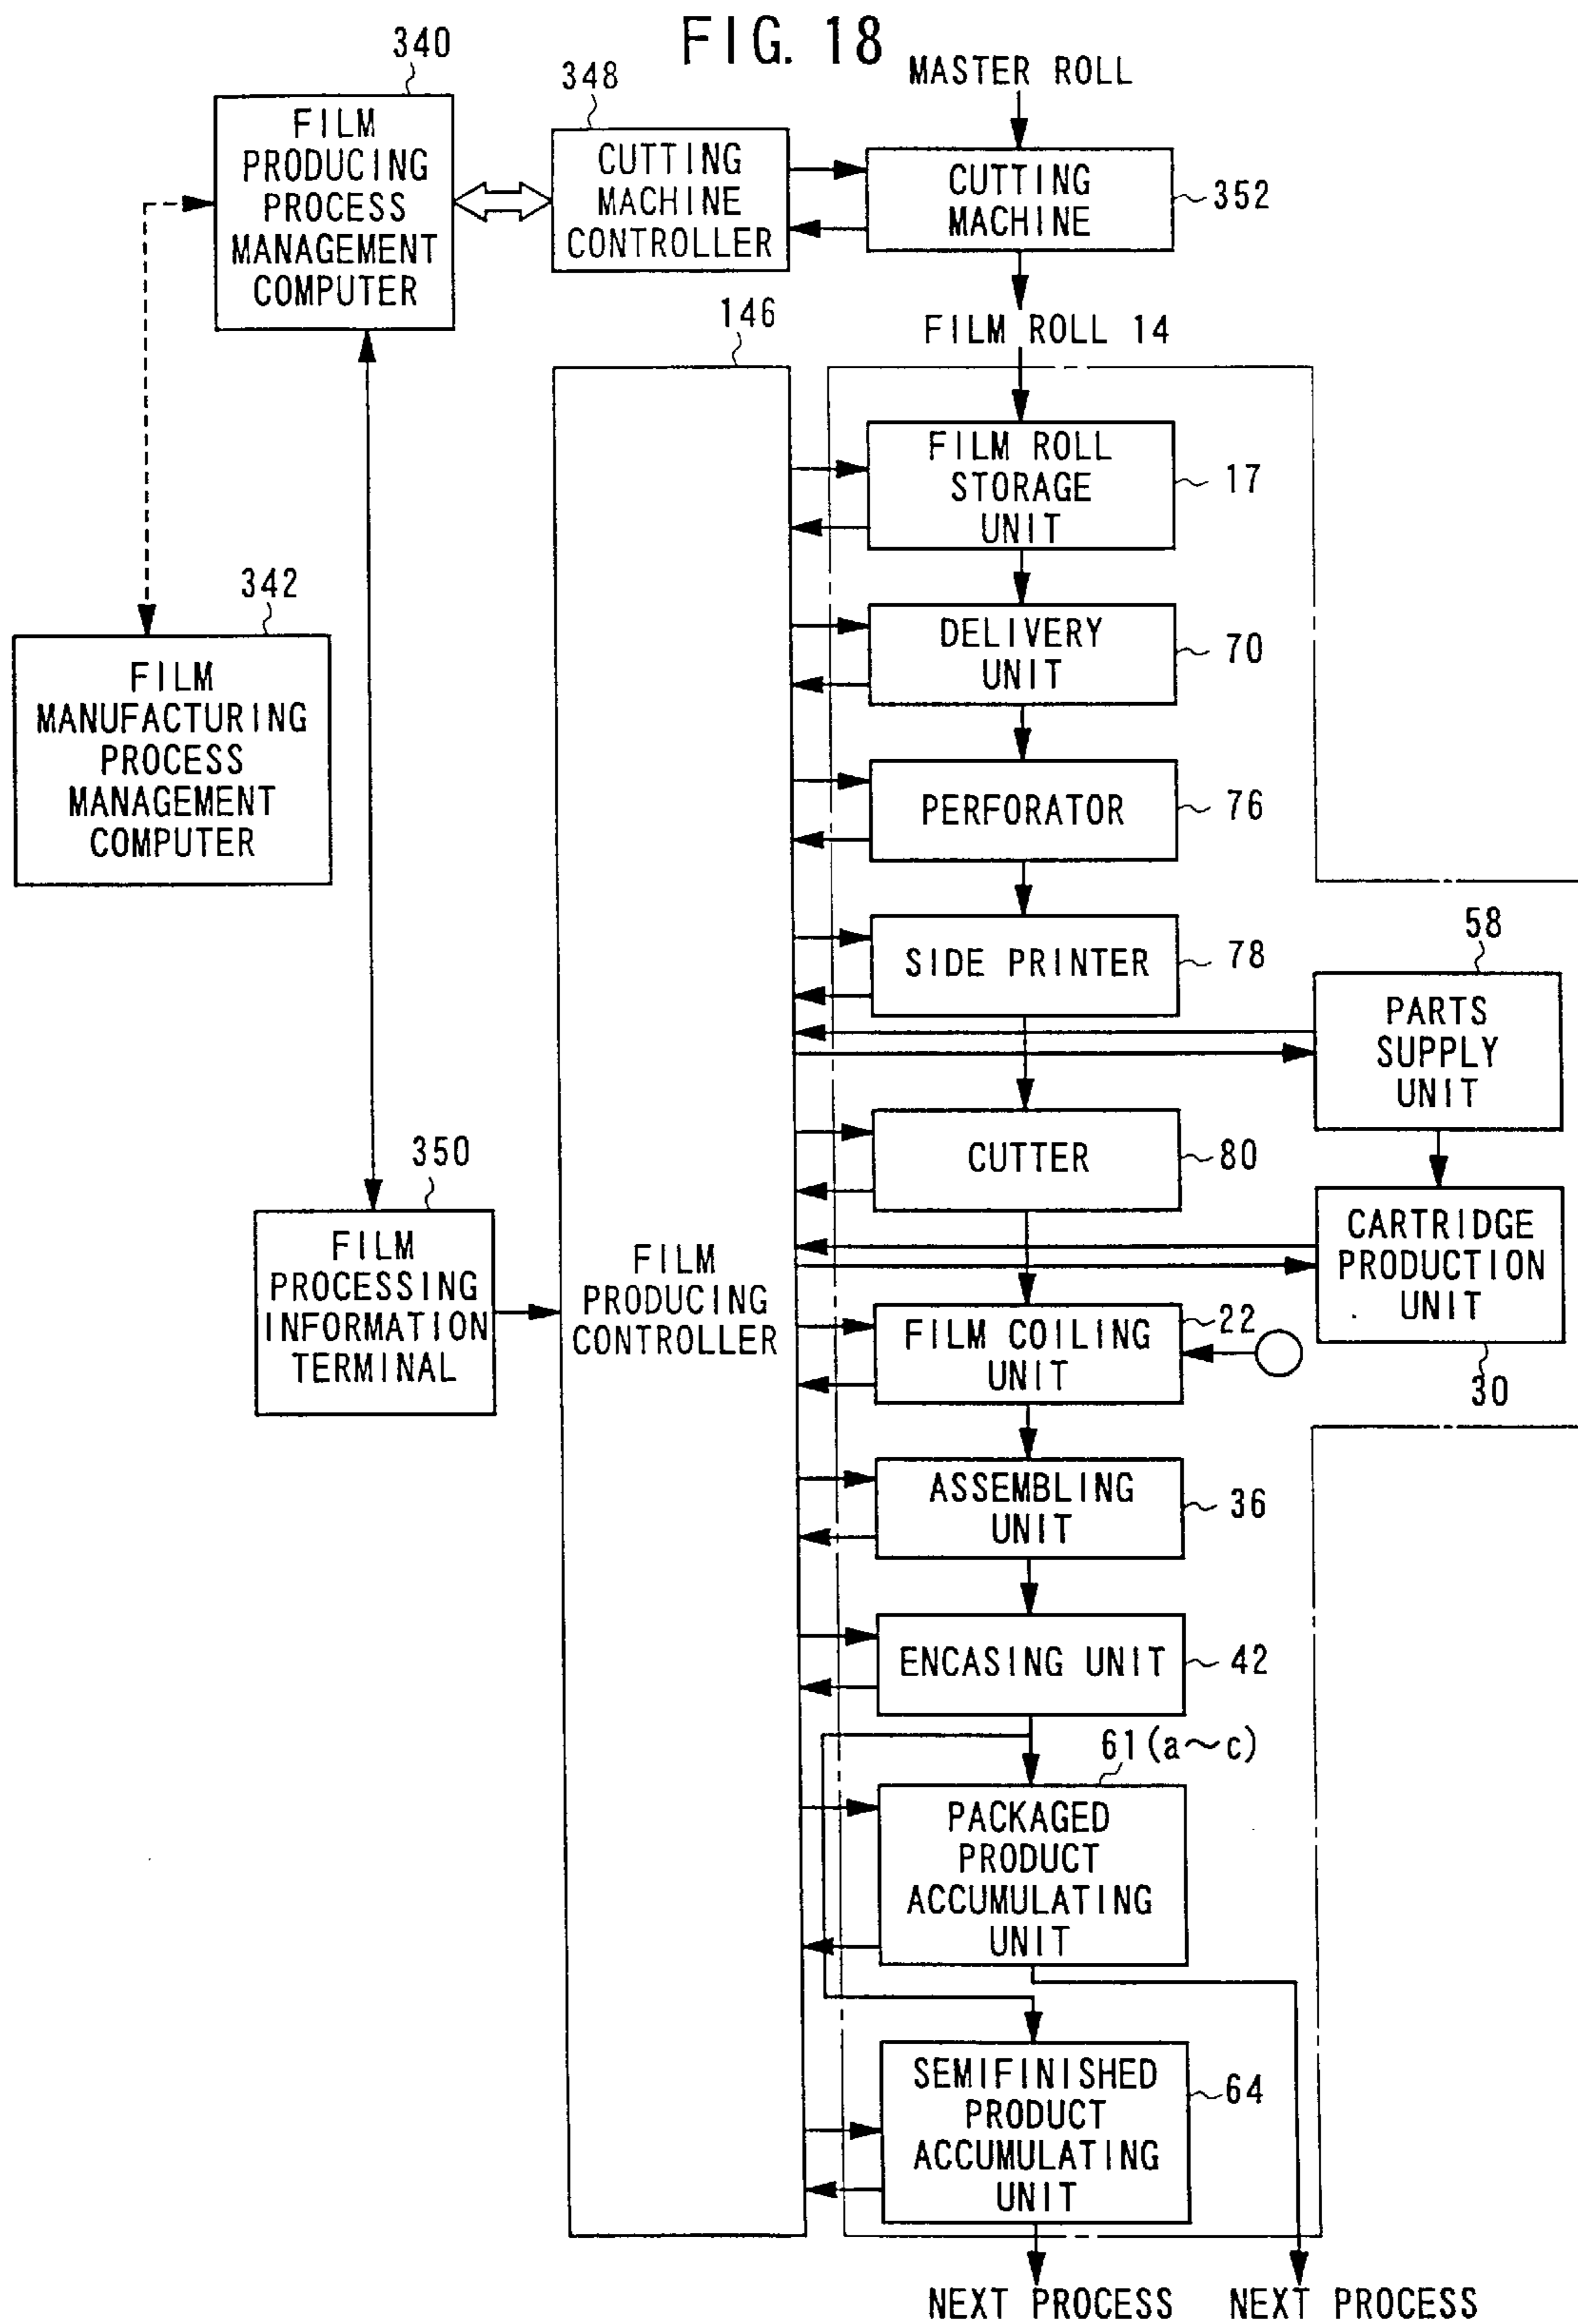 FIG. 18
340
348
MASTER ROLL
FILM
PRODUCING
PROCESS
MANAGEMENT
COMPUTER
CUTTING
MACHINE
CONTROLLER
CUTTING
MACHINE
352
146
FILM ROLL 14
FILM ROLL
STORAGE
UNIT
17
342
FILM
MANUFACTURING
PROCESS
MANAGEMENT
COMPUTER
DELIVERY
UNIT
70
PERFORATOR
76
SIDE PRINTER
78
58
PARTS
SUPPLY
UNIT
CUTTER
80
350
FILM
PROCESSING
INFORMATION
TERMINAL
FILM
PRODUCING
CONTROLLER
CARTRIDGE
PRODUCTION
UNIT
30
FILM COILING
UNIT
22
ASSEMBLING
UNIT
36
ENCASING UNIT
42
61(a～c)
PACKAGED
PRODUCT
ACCUMULATING
UNIT
SEMIFINISHED
PRODUCT
ACCUMULATING
UNIT
64
NEXT PROCESS
NEXT PROCESS